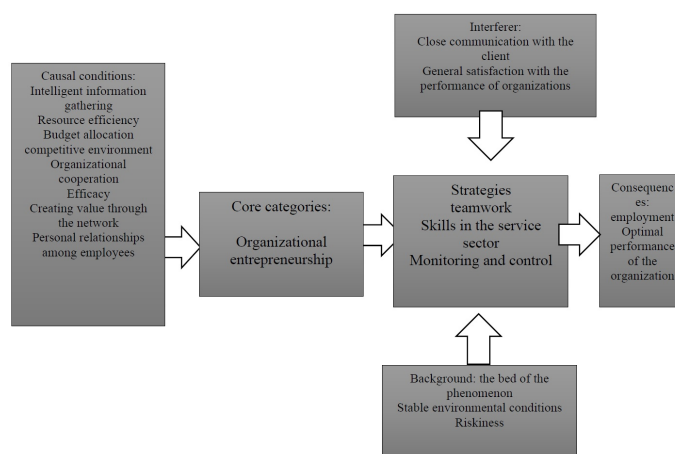 Causal conditions:
Intelligent information
gathering
Resource efficiency
Budget allocation
competitive environment
Organizational
cooperation
Efficacy
Creating value through
the network
Personal relationships
among employees
Core categories:
Organizational
entrepreneurship
Interferer:
Close communication with the
client
General satisfaction with the
performance of organizations
Strategies
teamwork
Skills in the service
sector
Monitoring and control
Background: the bed of the
phenomenon
Stable environmental conditions
Riskiness
Consequenc
es:
employment
Optimal
performance
of the
organization